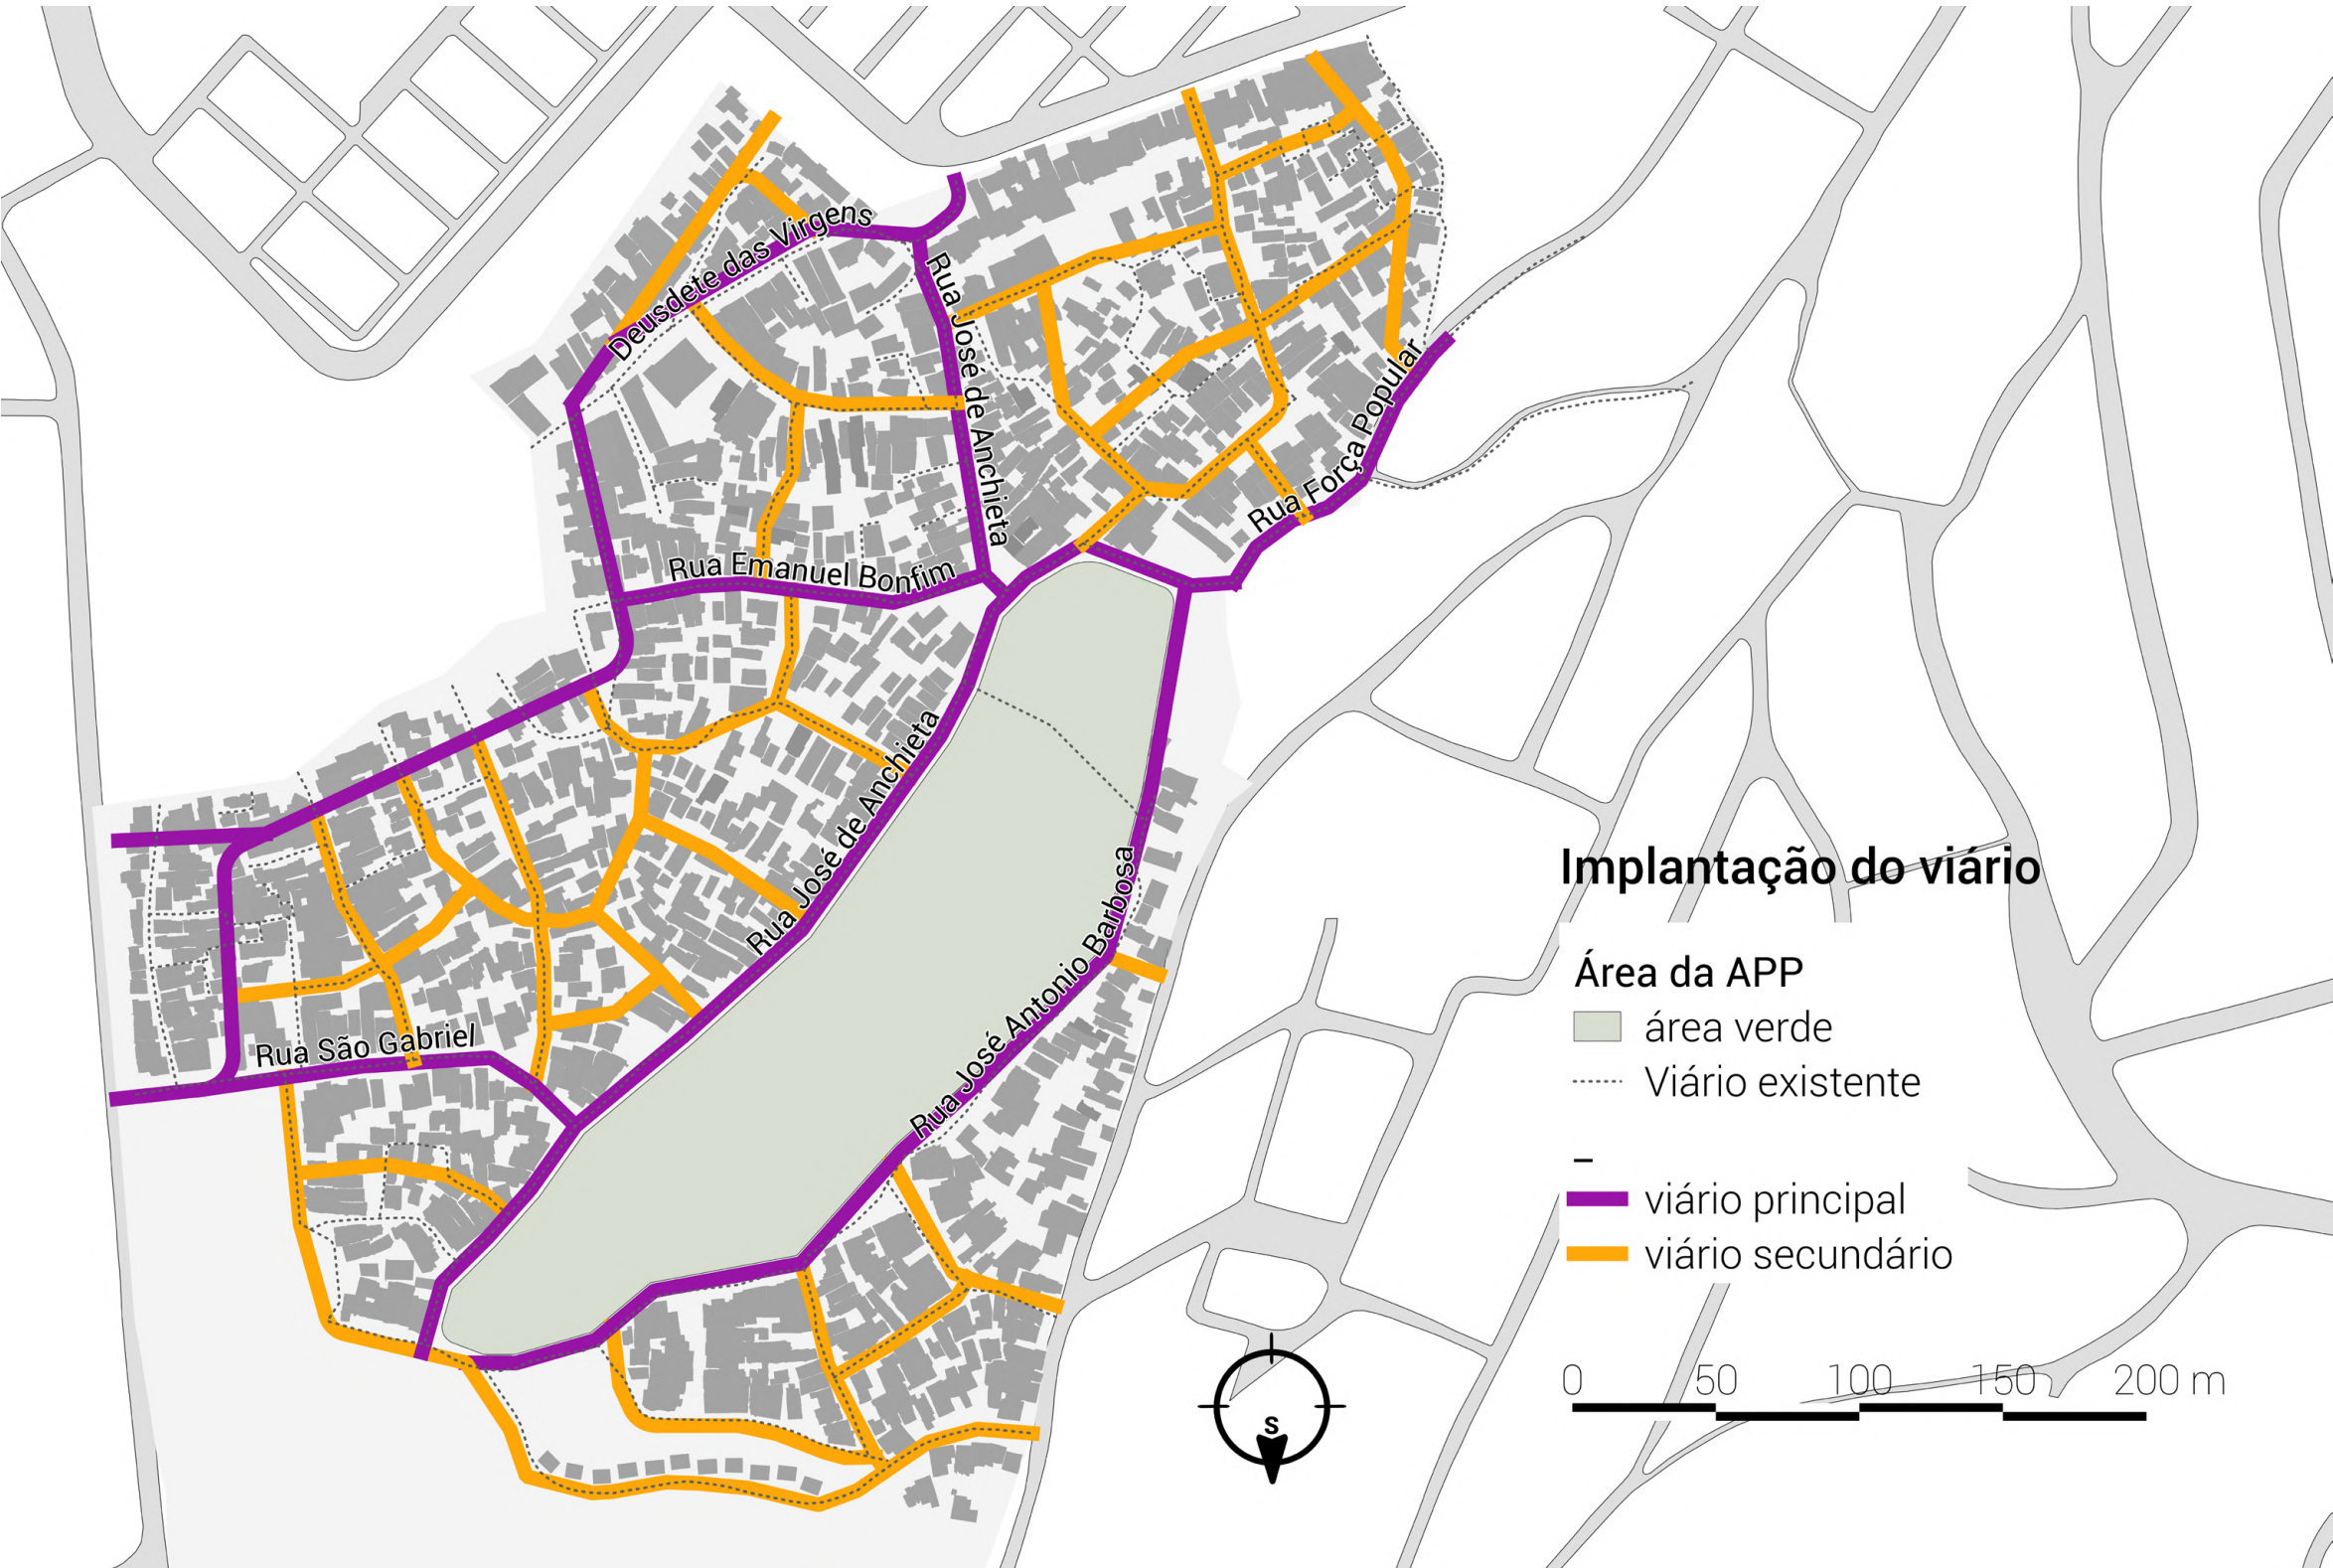 Deusdete das Virgens
Rua José de Anchieta
Rua Força Popular
Rua Emanuel Bonfim
Rua José de Anchieta
Rua José Antonio Barbosa
Rua São Gabriel
Implantação do viário
Área da APP
área verde
Viário existente
–
viário principal
viário secundário
0 50 100 150 200 m
S